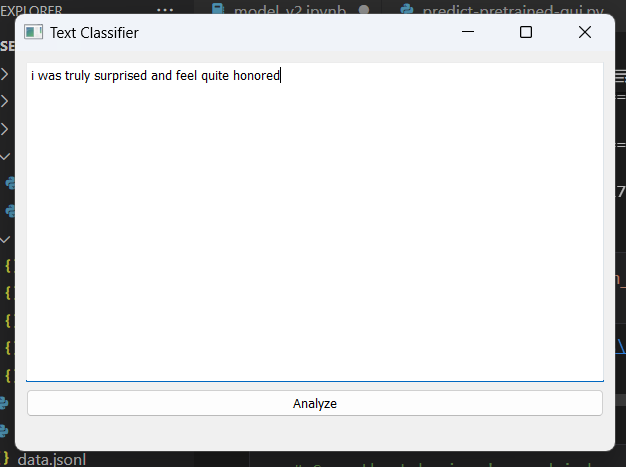 EXPLORER
model_v2.ipynb
predict-pretrained-gui.py
Text Classifier
SE
i was truly surprised and feel quite honored
Analyze
data.jsonl